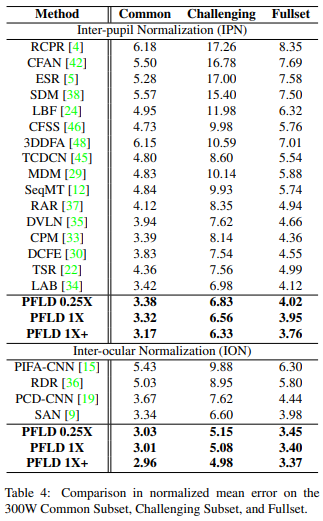 Method Common Challenging Fullset
Inter-pupil Normalization (IPN)
RCPR [4] 6.18 17.26 8.35
CFAN [42] 5.50 16.78 7.69
ESR [5] 5.28 17.00 7.58
SDM [38] 5.57 15.40 7.50
LBF [24] 4.95 11.98 6.32
CFSS [46] 4.73 9.98 5.76
3DDFA [48] 6.15 10.59 7.01
TCDCN [45] 4.80 8.60 5.54
MDM [29] 4.83 10.14 5.88
SeqMT [12] 4.84 9.93 5.74
RAR [37] 4.12 8.35 4.94
DVLN [35] 3.94 7.62 4.66
CPM [33] 3.39 8.14 4.36
DCFE [30] 3.83 7.54 4.55
TSR [22] 4.36 7.56 4.99
LAB [34] 3.42 6.98 4.12
PFLD 0.25X 3.38 6.83 4.02
PFLD 1X 3.32 6.56 3.95
PFLD 1X+ 3.17 6.33 3.76
Inter-ocular Normalization (ION)
PIFA-CNN [15] 5.43 9.88 6.30
RDR [36] 5.03 8.95 5.80
PCD-CNN [19] 3.67 7.62 4.44
SAN [9] 3.34 6.60 3.98
PFLD 0.25X 3.03 5.15 3.45
PFLD 1X 3.01 5.08 3.40
PFLD 1X+ 2.96 4.98 3.37
Table 4: Comparison in normalized mean error on the
300W Common Subset, Challenging Subset, and Fullset.